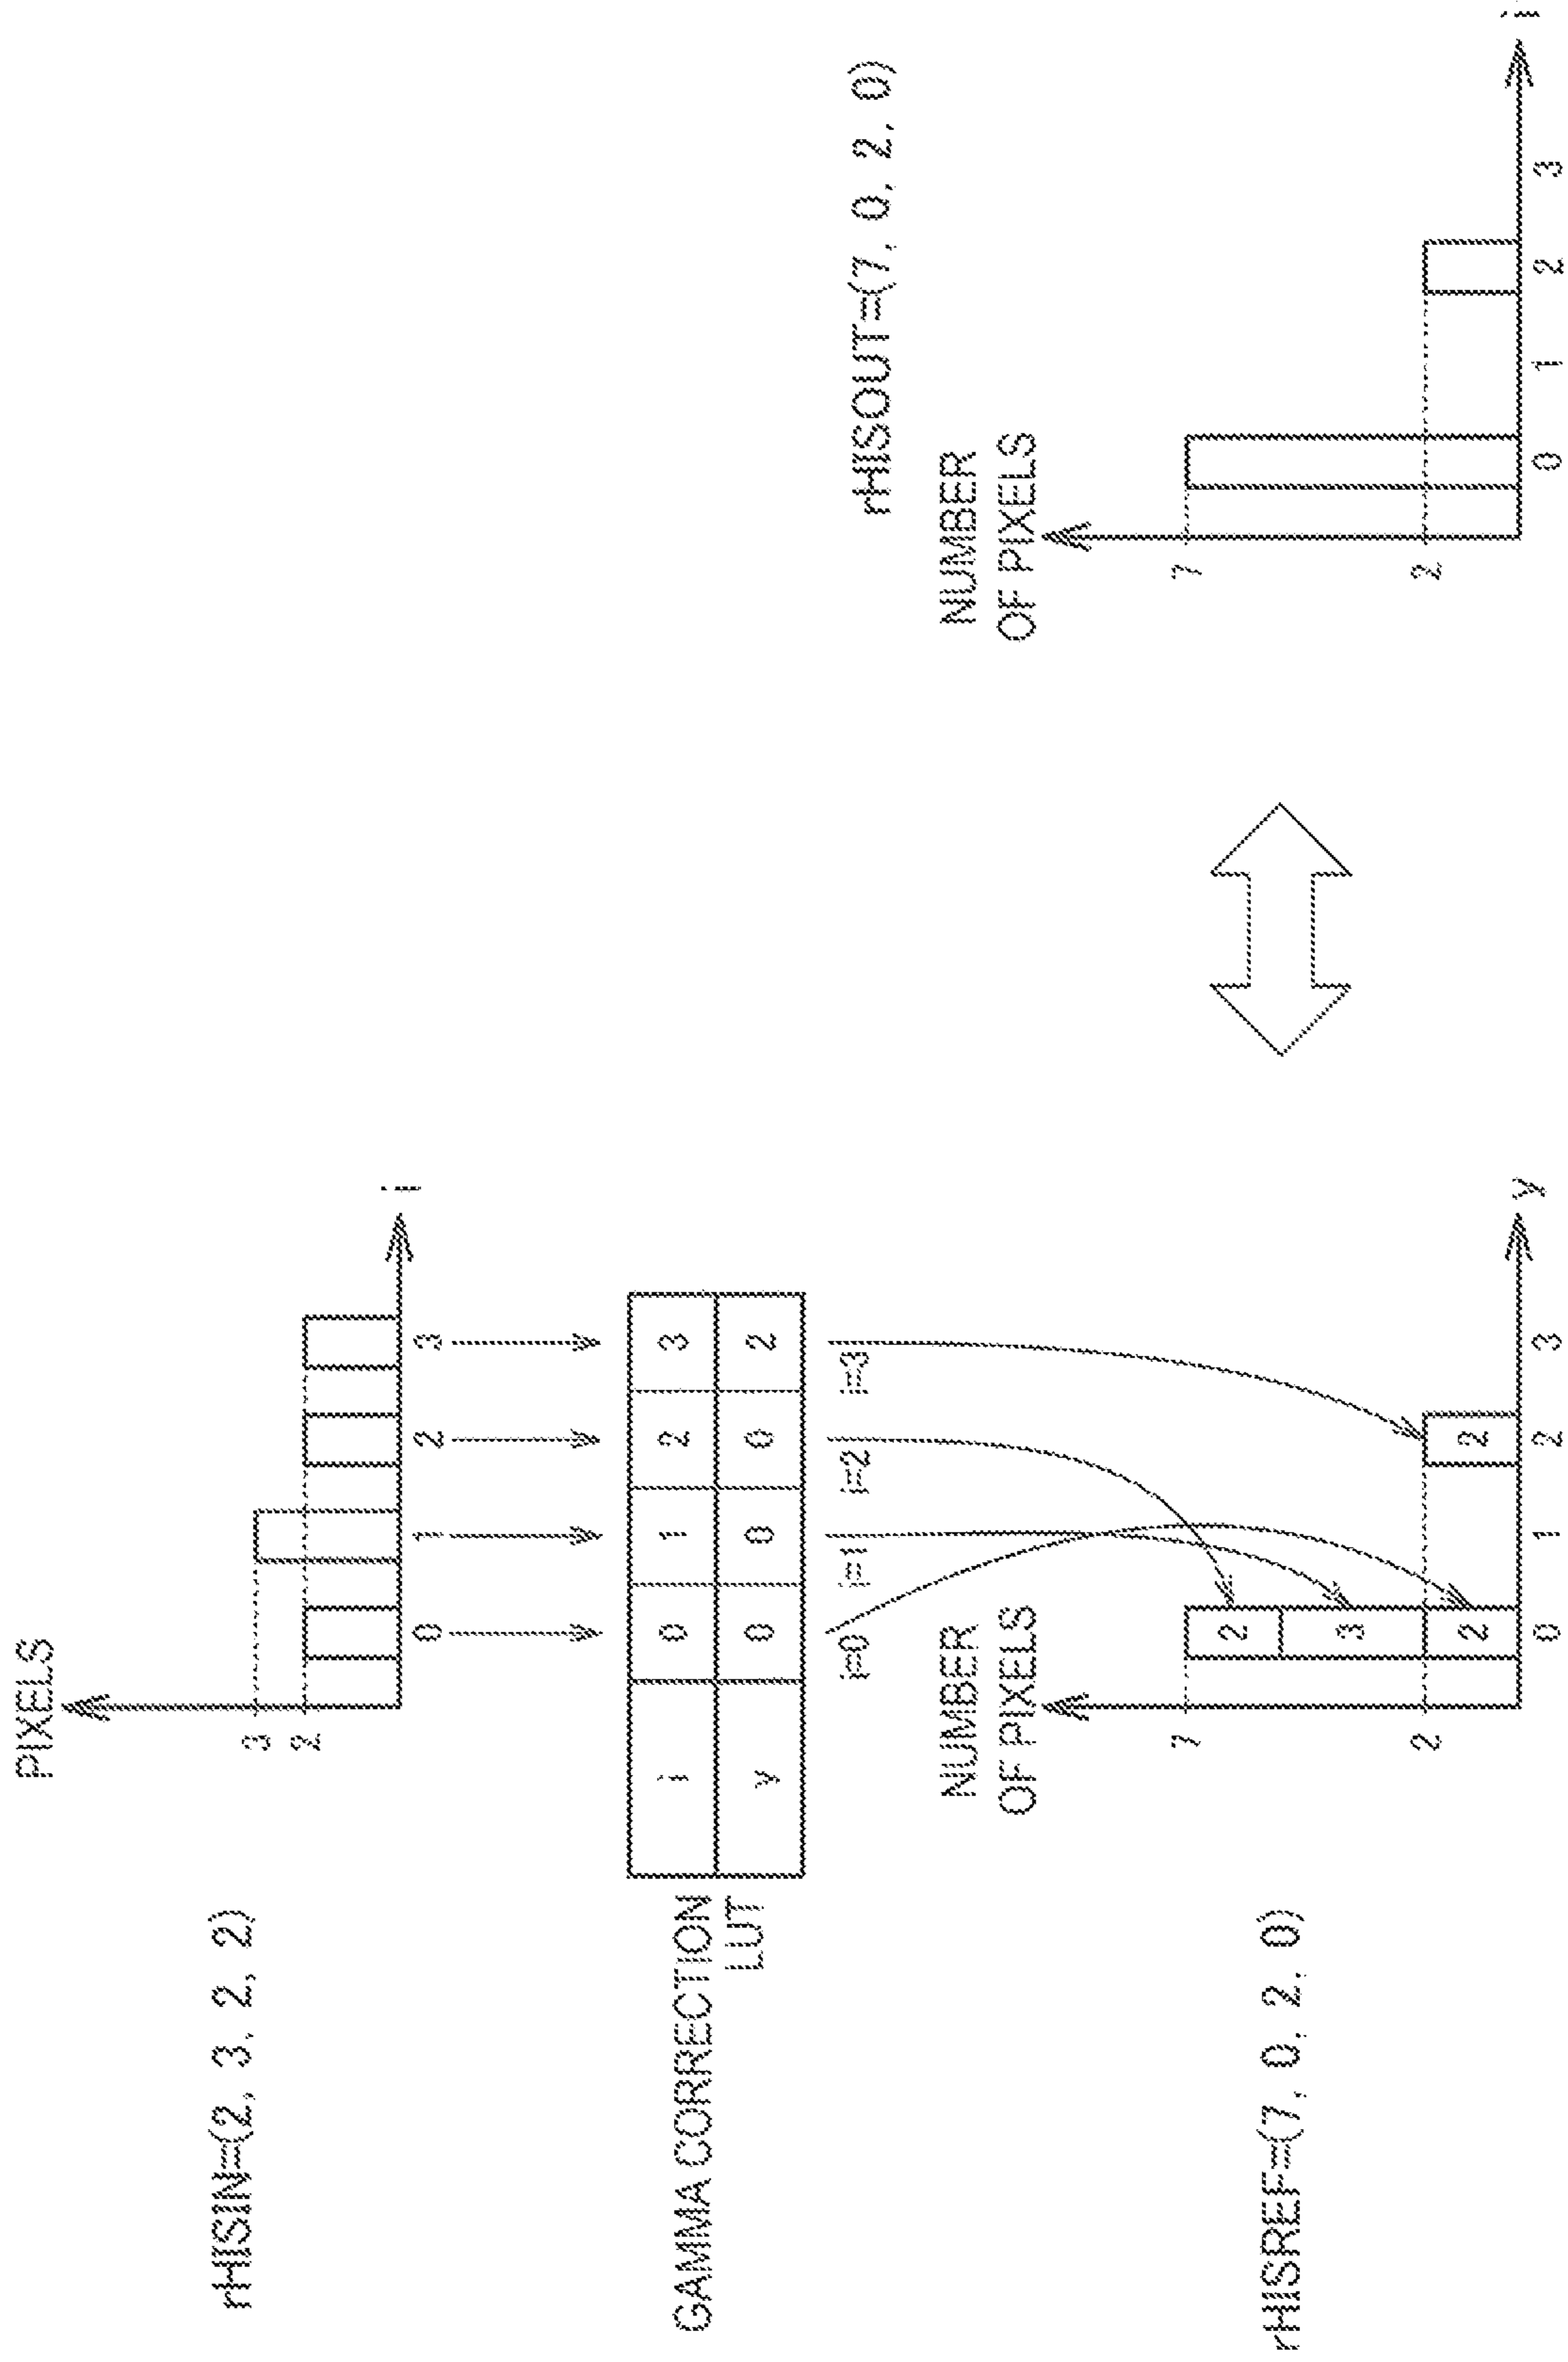 PIXELS
rHISIN=(2, 3, 2, 2)
3
2
0 1 2 3 i
GAMMA CORRECTION
LUT
i 0 1 2 3
y 0 0 0 2
i=0 i=1 i=2 i=3
NUMBER
OF PIXELS
rHISREF=(7, 0, 2, 0)
7
2
2
3
2
2
0 1 2 3 y
rHISOUT=(7, 0, 2, 0)
NUMBER
OF PIXELS
7
2
0 1 2 3 i